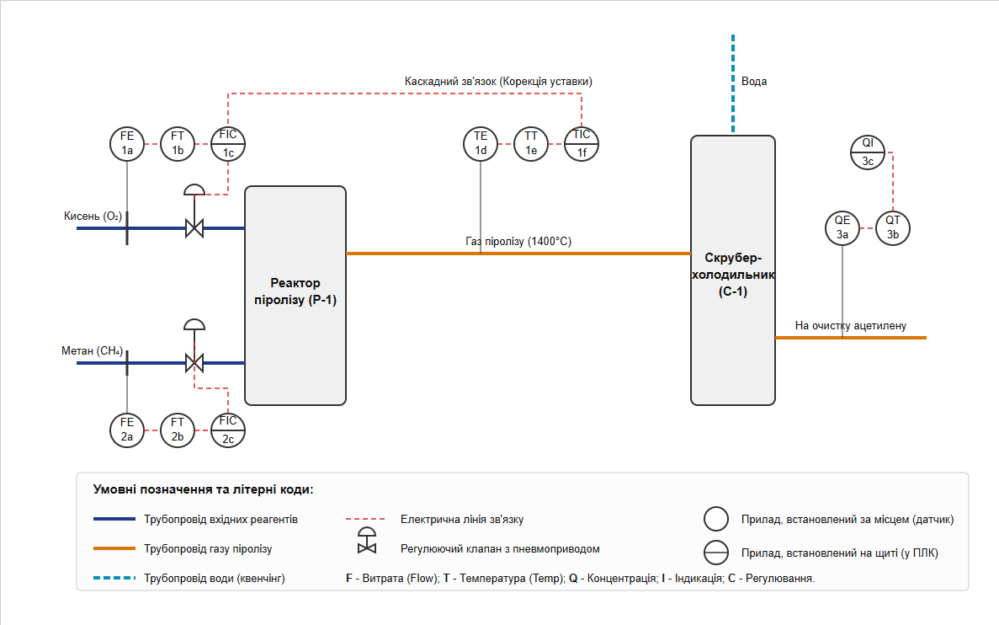 Каскадний зв'язок (Корекція уставки)
Вода
FE
1a
FT
1b
FIC
1c
TE
1d
TT
1e
TIC
1f
QI
3c
Кисень (O₂)
QE
3a
QT
3b
Газ піролізу (1400°C)
Реактор
піролізу (Р-1)
Скрубер-
холодильник
(С-1)
На очистку ацетилену
Метан (CH₄)
FE
2a
FT
2b
FIC
2c
Умовні позначення та літерні коди:
Трубопровід вхідних реагентів
Електрична лінія зв'язку
Прилад, встановлений за місцем (датчик)
Трубопровід газу піролізу
Регулюючий клапан з пневмоприводом
Прилад, встановлений на щиті (у ПЛК)
Трубопровід води (квенчінг)
F - Витрата (Flow); T - Температура (Temp); Q - Концентрація; I - Індикація; C - Регулювання.